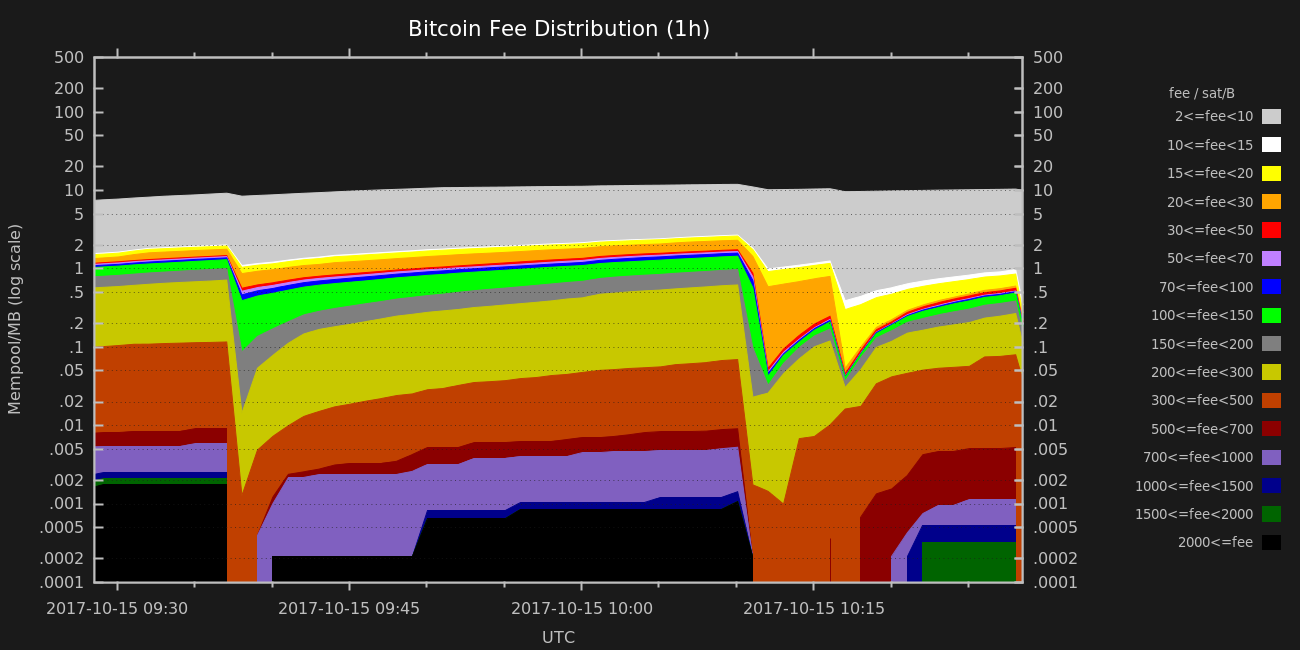 Bitcoin Fee Distribution (1h)
500 500
200 200
100 100
50 50
20 20
10 10
5 5
2 2
1 1
.5 .5
.2 .2
.1 .1
.05 .05
.02 .02
.01 .01
.005 .005
.002 .002
.001 .001
.0005 .0005
.0002 .0002
.0001 .0001
Mempool/MB (log scale)
2017-10-15 09:30 2017-10-15 09:45 2017-10-15 10:00 2017-10-15 10:15
UTC
fee / sat/B
2<=fee<10
10<=fee<15
15<=fee<20
20<=fee<30
30<=fee<50
50<=fee<70
70<=fee<100
100<=fee<150
150<=fee<200
200<=fee<300
300<=fee<500
500<=fee<700
700<=fee<1000
1000<=fee<1500
1500<=fee<2000
2000<=fee